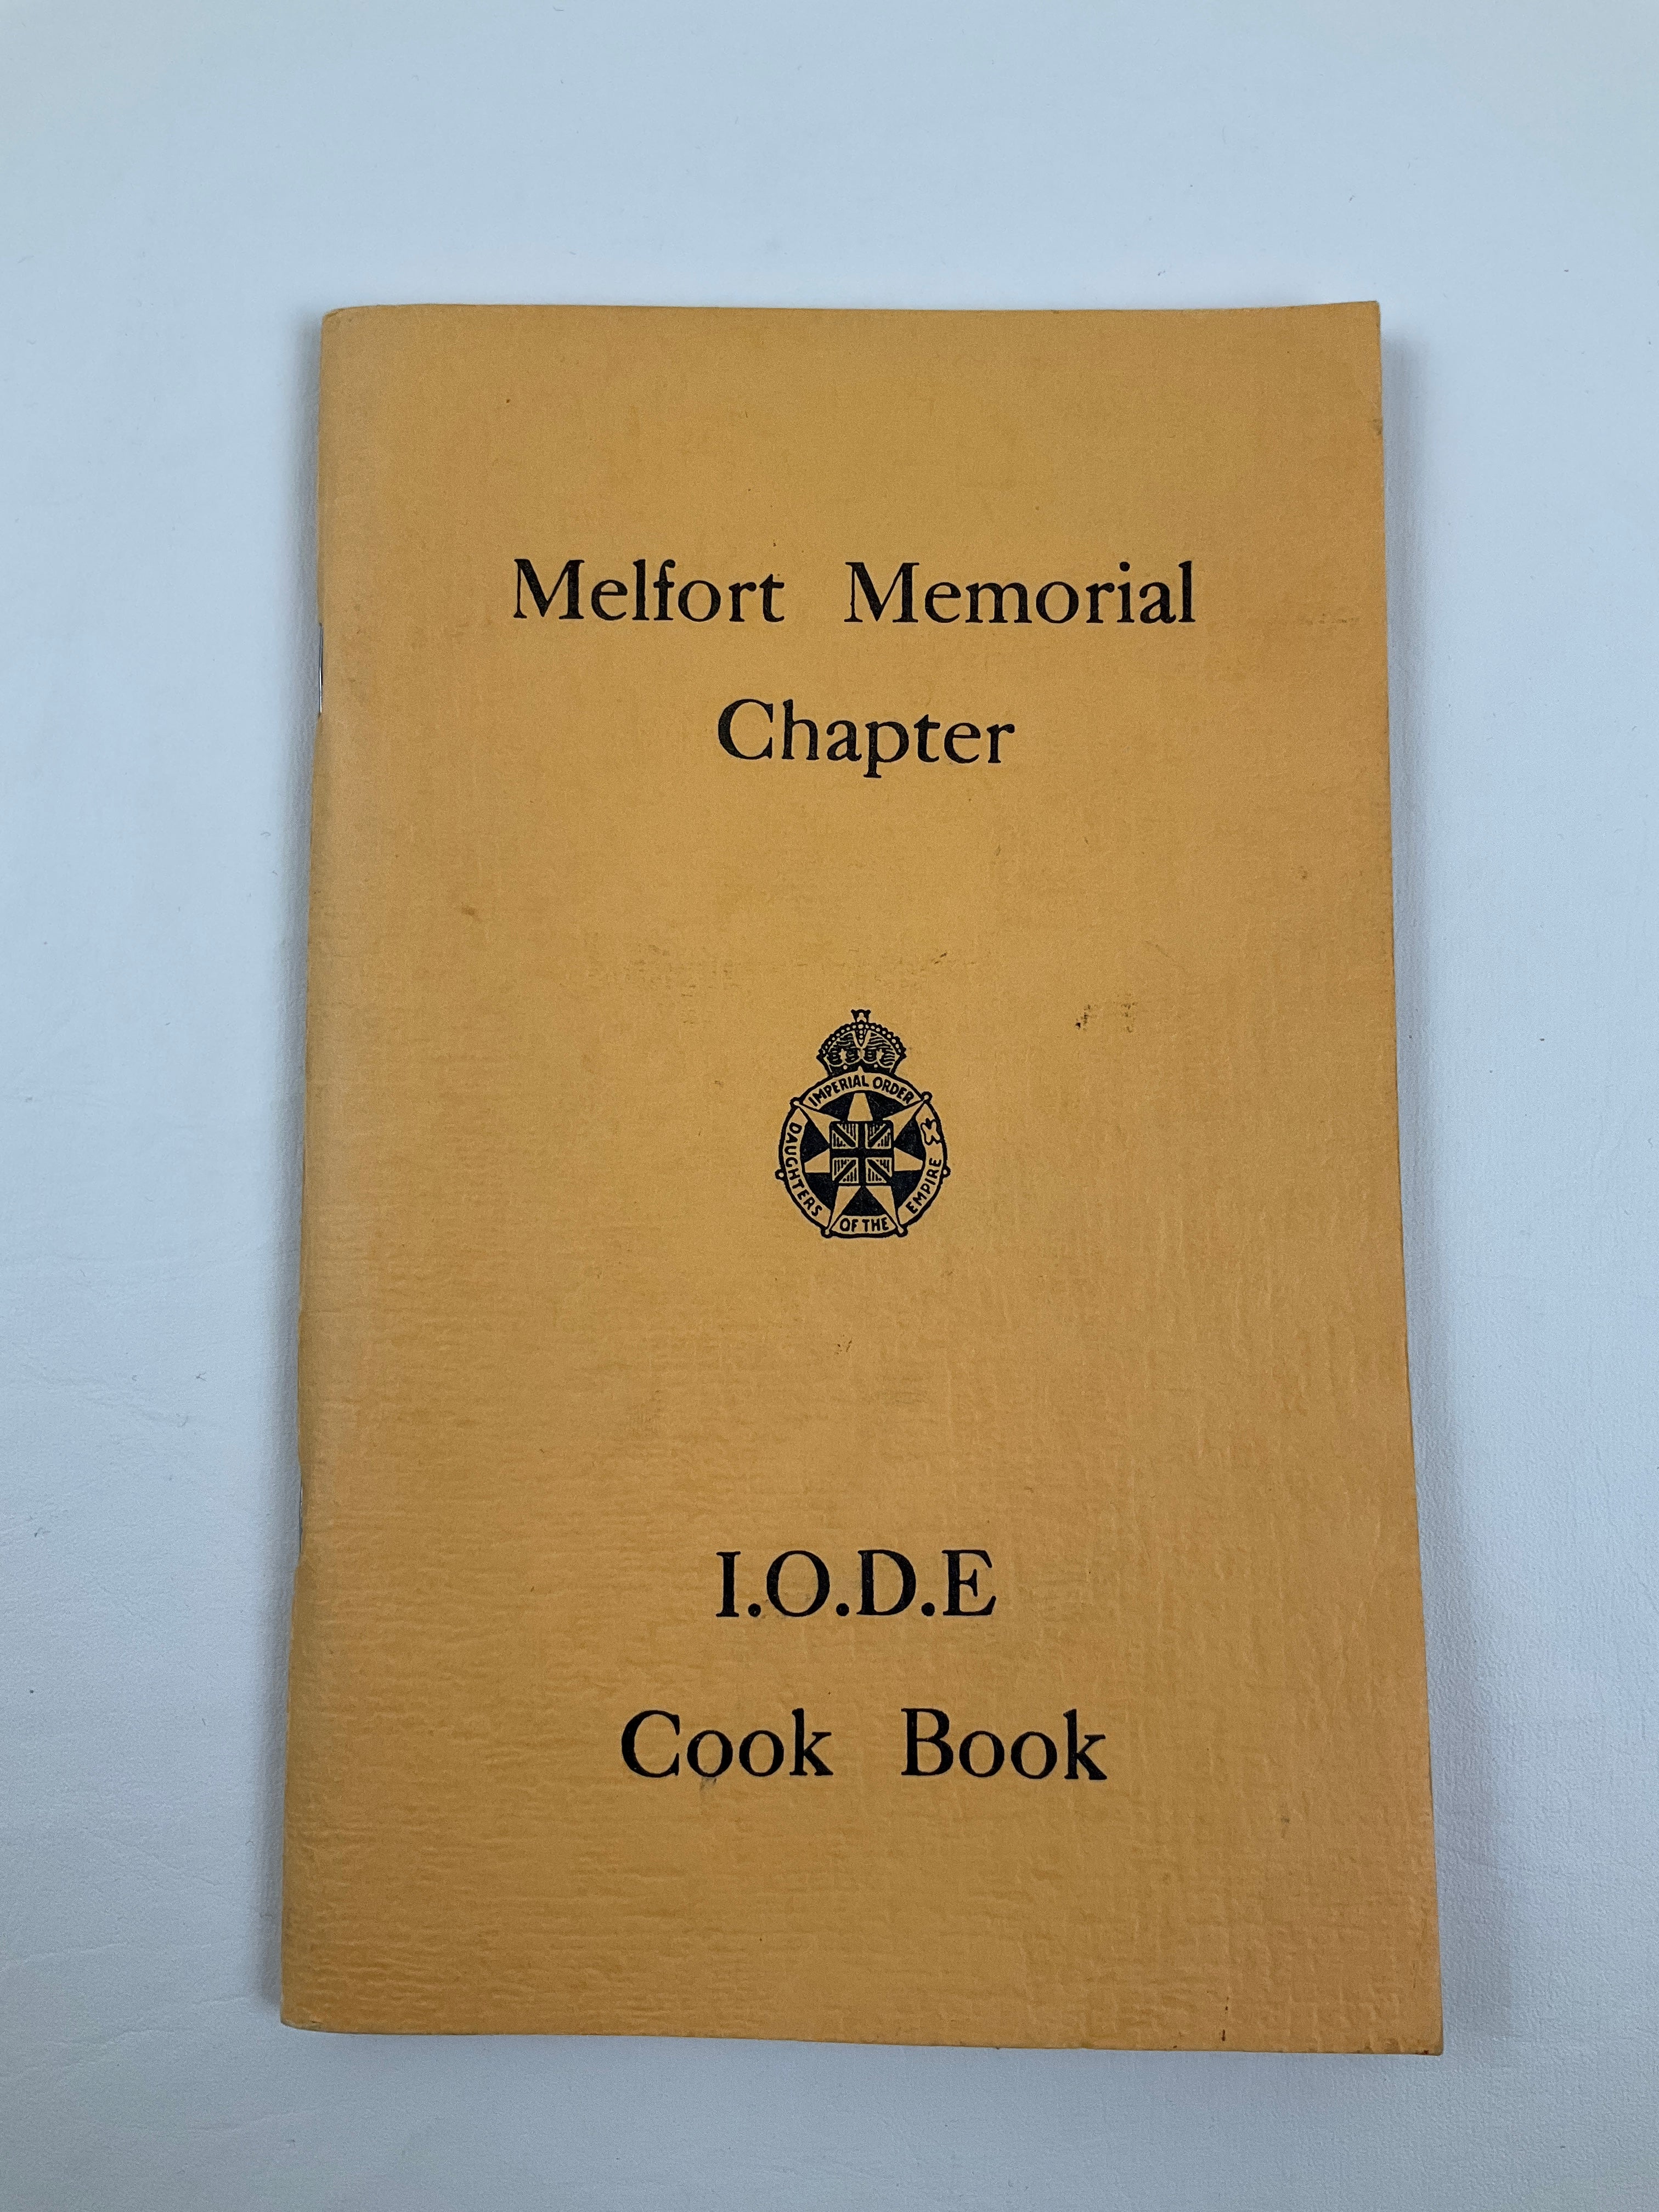 Melfort Memorial
Chapter
IMPERIAL ORDER
DAUGHTERS
OF THE
EMPIRE
I.O.D.E
Cook Book